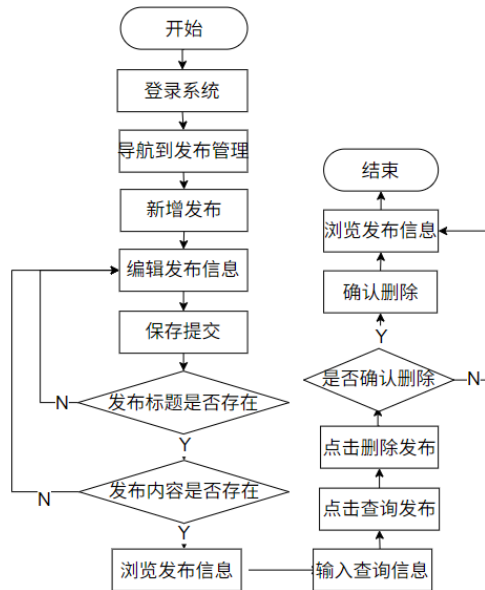 开始
登录系统
导航到发布管理
新增发布
编辑发布信息
保存提交
发布标题是否存在
N
Y
发布内容是否存在
N
Y
浏览发布信息
输入查询信息
点击查询发布
点击删除发布
是否确认删除
N
Y
确认删除
浏览发布信息
结束